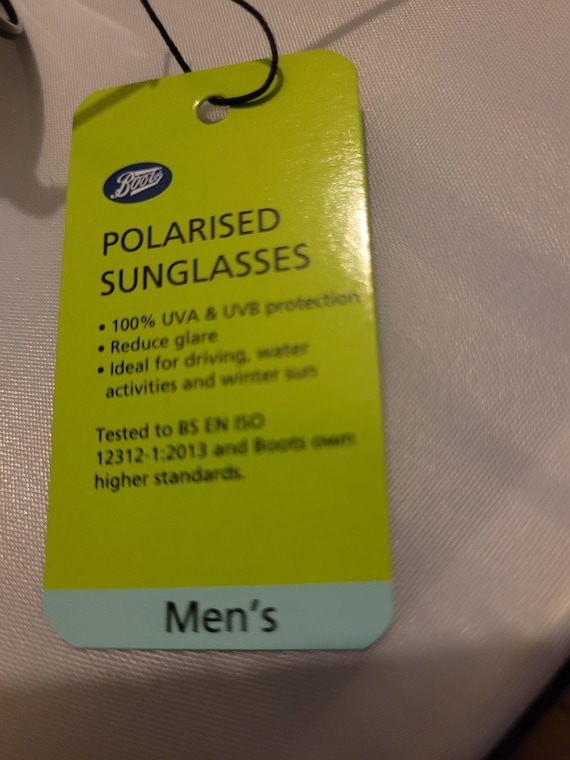 Boots
POLARISED
SUNGLASSES
• 100% UVA & UVB protection
• Reduce glare
• Ideal for driving, water
activities and winter sun
Tested to BS EN ISO
12312-1:2013 and Boots own
higher standards.
Men's